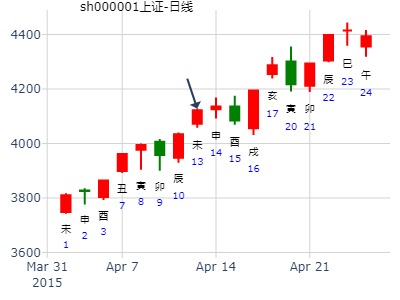 sh000001上证-日线
4400
4200
4000
3800
3600
未
1
申
2
酉
3
丑
7
寅
8
卯
9
辰
10
未
13
申
14
酉
15
戌
16
亥
17
寅
20
卯
21
辰
22
巳
23
午
24
Mar 31
2015
Apr 7
Apr 14
Apr 21